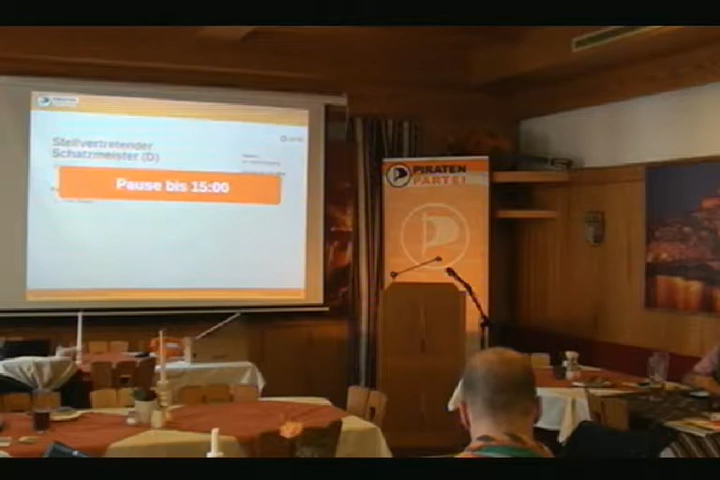 Stellvertretender
Schatzmeister (D)
Pause bis 15:00
PIRATEN
PARTEI